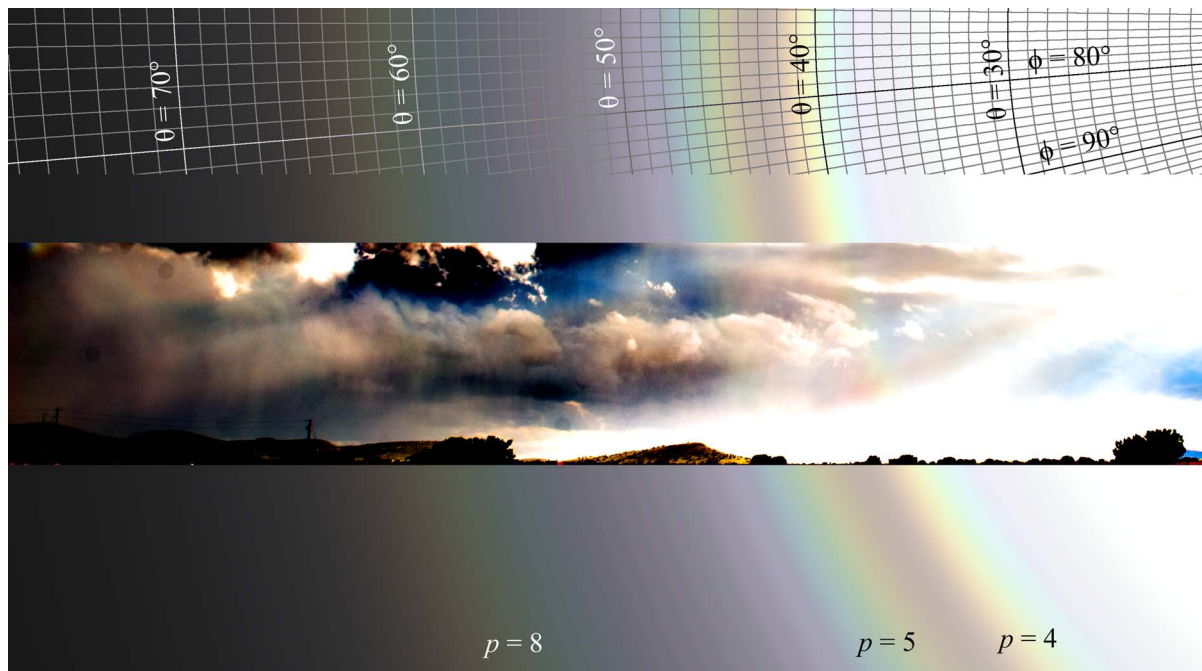 θ = 70°
θ = 60°
θ = 50°
θ = 40°
θ = 30°
ϕ = 80°
ϕ = 90°
p = 8
p = 5
p = 4